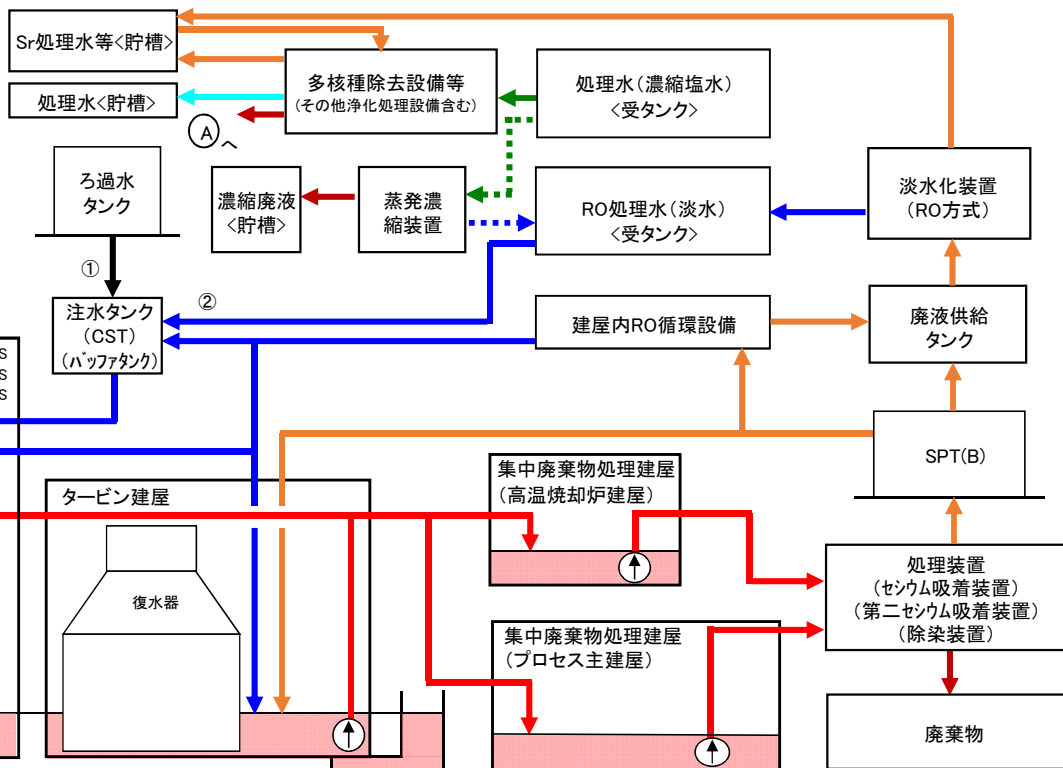 Sr処理水等<貯槽>
処理水<貯槽>
多核種除去設備等
(その他浄化処理設備含む)
処理水(濃縮塩水)
<受タンク>
Aへ
ろ過水
タンク
濃縮廃液
<貯槽>
蒸発濃
縮装置
RO処理水(淡水)
<受タンク>
淡水化装置
(RO方式)
①
②
注水タンク
(CST)
(バッファタンク)
建屋内RO循環設備
廃液供給
タンク
S
S
S
SPT(B)
タービン建屋
復水器
集中廃棄物処理建屋
(高温焼却炉建屋)
集中廃棄物処理建屋
(プロセス主建屋)
処理装置
(セシウム吸着装置)
(第二セシウム吸着装置)
(除染装置)
廃棄物